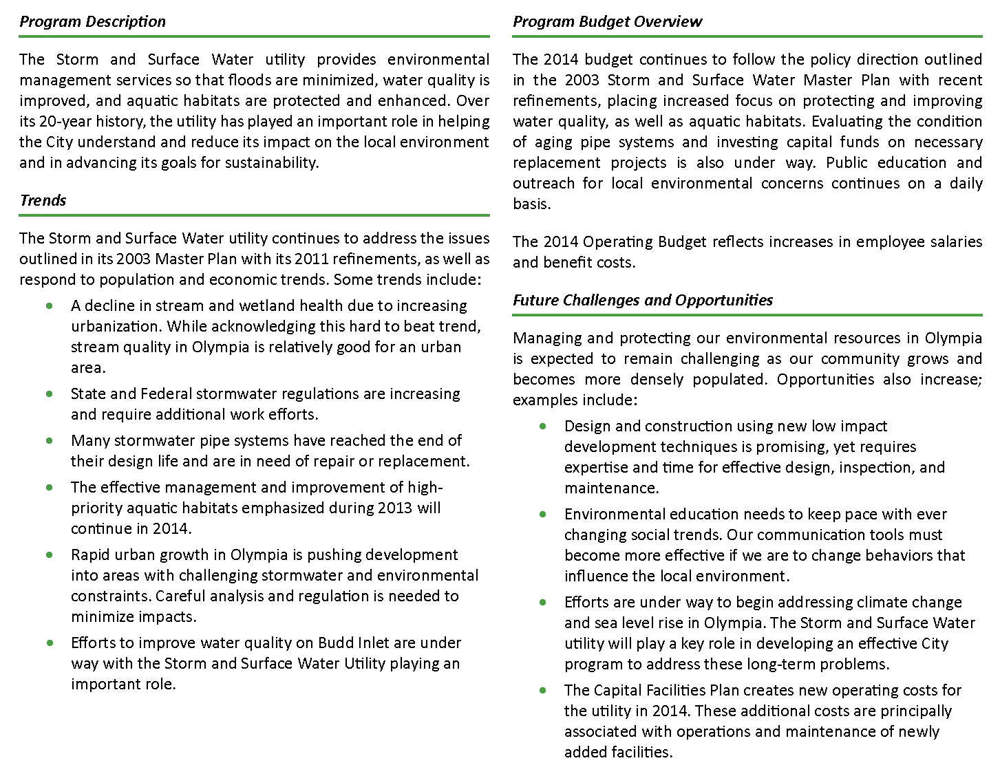 Program Description
The Storm and Surface Water utility provides environmental
management services so that floods are minimized, water quality is
improved, and aquatic habitats are protected and enhanced. Over
its 20-year history, the utility has played an important role in helping
the City understand and reduce its impact on the local environment
and in advancing its goals for sustainability.
Trends
The Storm and Surface Water utility continues to address the issues
outlined in its 2003 Master Plan with its 2011 refinements, as well as
respond to population and economic trends. Some trends include:
• A decline in stream and wetland health due to increasing
urbanization. While acknowledging this hard to beat trend,
stream quality in Olympia is relatively good for an urban
area.
• State and Federal stormwater regulations are increasing
and require additional work efforts.
• Many stormwater pipe systems have reached the end of
their design life and are in need of repair or replacement.
• The effective management and improvement of high-
priority aquatic habitats emphasized during 2013 will
continue in 2014.
• Rapid urban growth in Olympia is pushing development
into areas with challenging stormwater and environmental
constraints. Careful analysis and regulation is needed to
minimize impacts.
• Efforts to improve water quality on Budd Inlet are under
way with the Storm and Surface Water Utility playing an
important role.
Program Budget Overview
The 2014 budget continues to follow the policy direction outlined
in the 2003 Storm and Surface Water Master Plan with recent
refinements, placing increased focus on protecting and improving
water quality, as well as aquatic habitats. Evaluating the condition
of aging pipe systems and investing capital funds on necessary
replacement projects is also under way. Public education and
outreach for local environmental concerns continues on a daily
basis.
The 2014 Operating Budget reflects increases in employee salaries
and benefit costs.
Future Challenges and Opportunities
Managing and protecting our environmental resources in Olympia
is expected to remain challenging as our community grows and
becomes more densely populated. Opportunities also increase;
examples include:
• Design and construction using new low impact
development techniques is promising, yet requires
expertise and time for effective design, inspection, and
maintenance.
• Environmental education needs to keep pace with ever
changing social trends. Our communication tools must
become more effective if we are to change behaviors that
influence the local environment.
• Efforts are under way to begin addressing climate change
and sea level rise in Olympia. The Storm and Surface Water
utility will play a key role in developing an effective City
program to address these long-term problems.
• The Capital Facilities Plan creates new operating costs for
the utility in 2014. These additional costs are principally
associated with operations and maintenance of newly
added facilities.